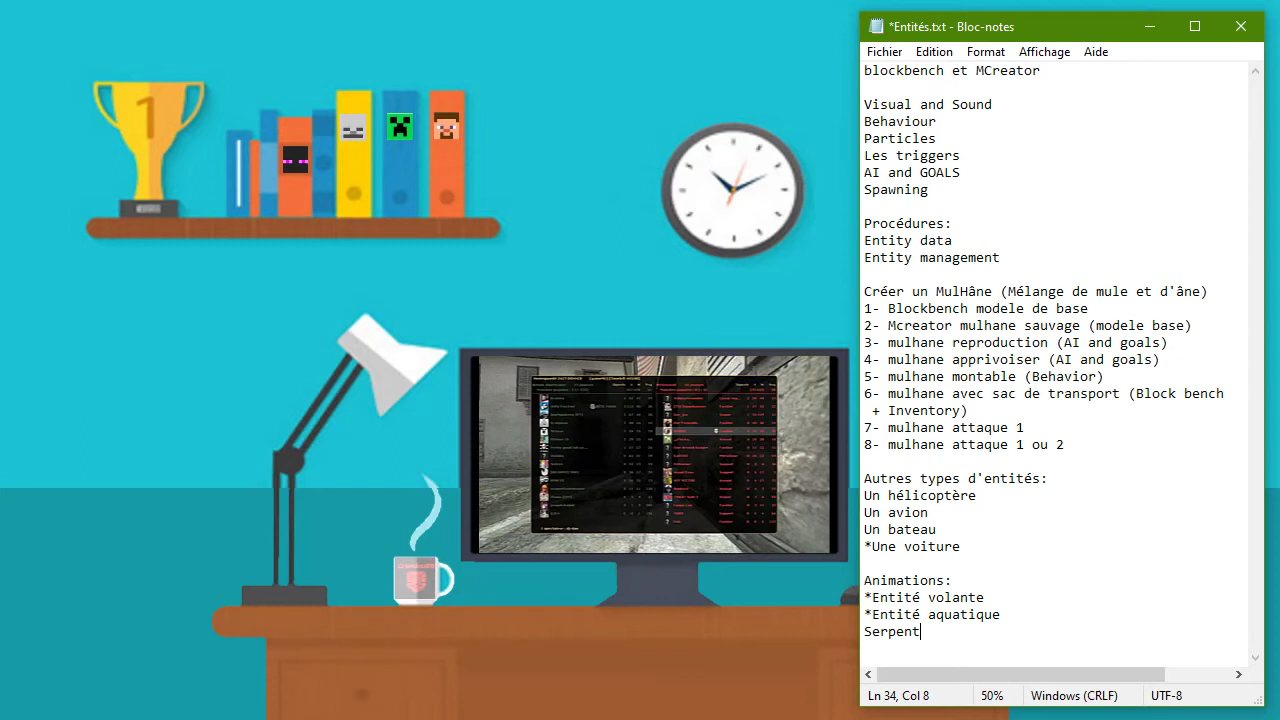 1
*Entités.txt - Bloc-notes
Fichier Edition Format Affichage Aide
blockbench et MCreator
Visual and Sound
Behaviour
Particles
Les triggers
AI and GOALS
Spawning
Procédures:
Entity data
Entity management
Créer un MulHâne (Mélange de mule et d'âne)
1- Blockbench modele de base
2- Mcreator mulhane sauvage (modele base)
3- mulhane reproduction (AI and goals)
4- mulhane apprivoiser (AI and goals)
5- mulhane montable (Behavior)
6- mulhane avec sac de transport (Block bench
+ Inventory)
7- mulhane attaque 1
8- mulhane attaque 1 ou 2
Autres types d'entités:
Un hélicoptère
Un avion
Un bateau
*Une voiture
Animations:
*Entité volante
*Entité aquatique
Serpent
Ln 34, Col 8 50% Windows (CRLF) UTF-8